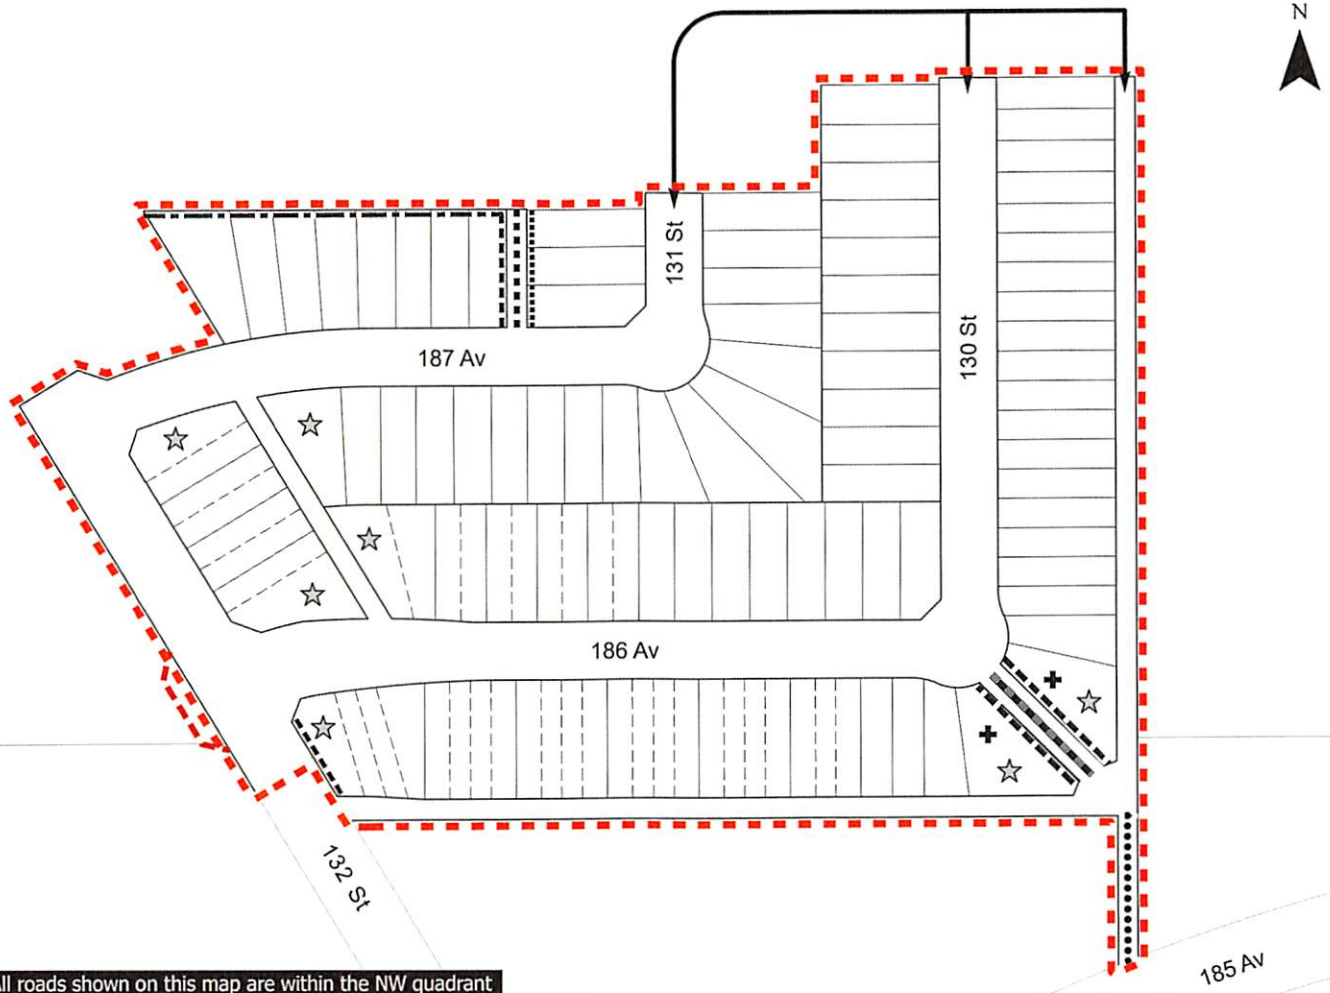 N
131 St
130 St
187 Av
186 Av
132 St
185 Av
All roads shown on this map are within the NW quadrant